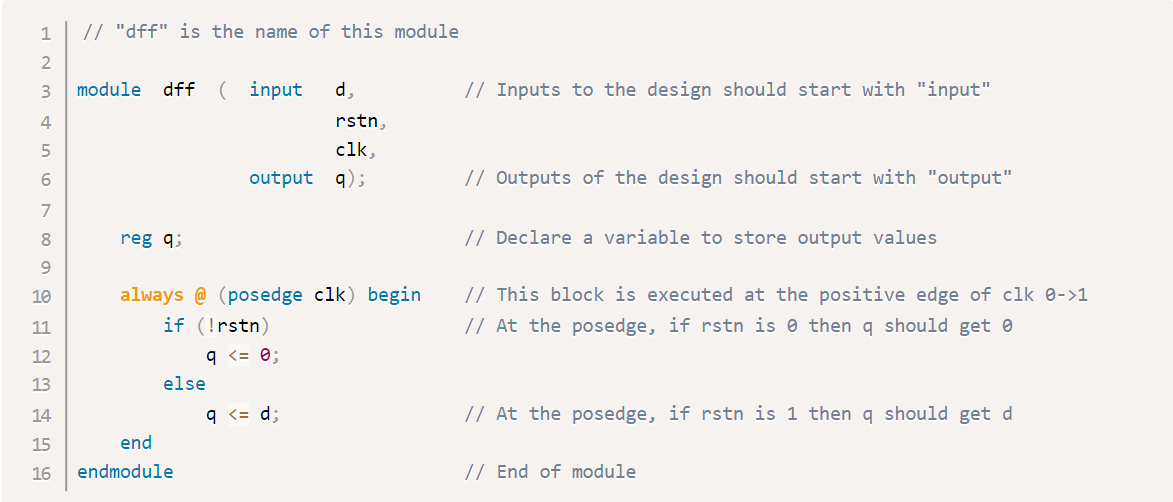 1 // "dff" is the name of this module
2
3 module dff ( input d, // Inputs to the design should start with "input"
4 rstn,
5 clk,
6 output q); // Outputs of the design should start with "output"
7
8 reg q; // Declare a variable to store output values
9
10 always @ (posedge clk) begin // This block is executed at the positive edge of clk 0->1
11 if (!rstn) // At the posedge, if rstn is 0 then q should get 0
12 q <= 0;
13 else
14 q <= d; // At the posedge, if rstn is 1 then q should get d
15 end
16 endmodule // End of module